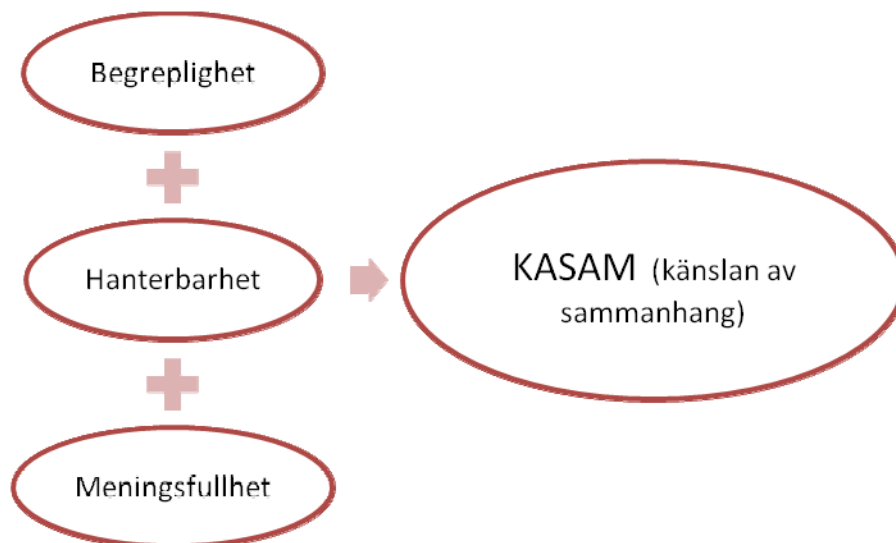 Begreplighet
Hanterbarhet
Meningsfullhet
KASAM (känslan av
sammanhang)